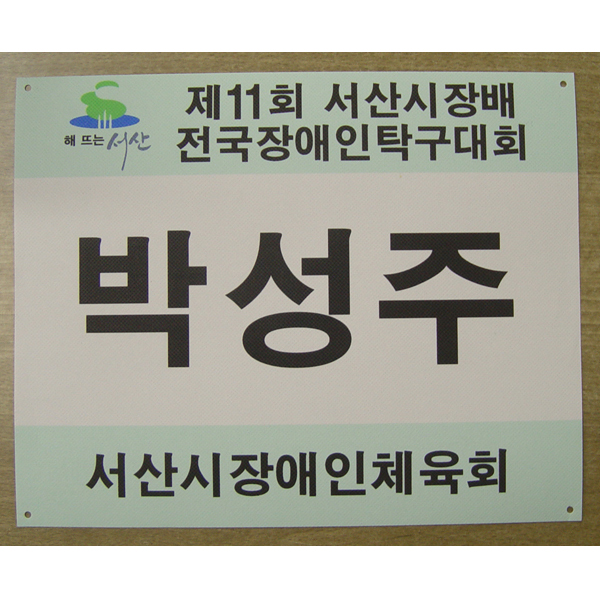 제11회 서산시장배
전국장애인탁구대회
해 뜨는 서산
박성주
서산시장애인체육회